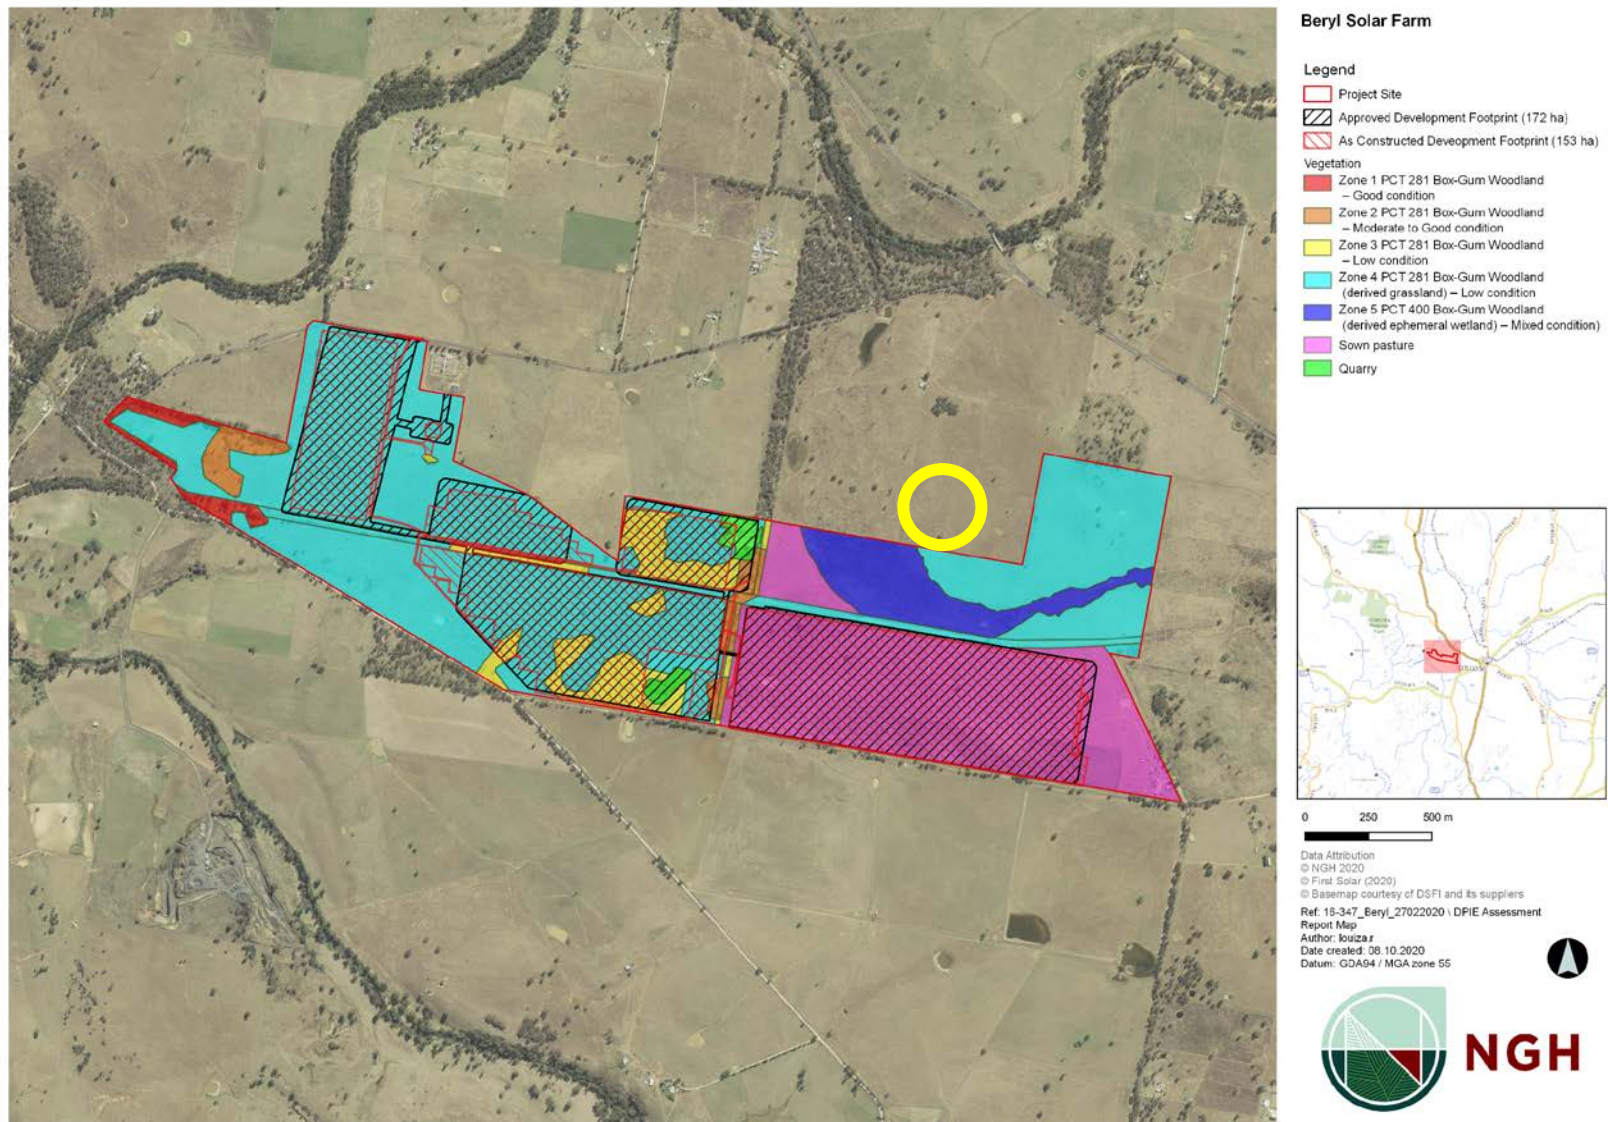 Beryl Solar Farm
Legend
Project Site
Approved Development Footprint (172 ha)
As Constructed Deveopment Footprint (153 ha)
Vegetation
Zone 1 PCT 281 Box-Gum Woodland
– Good condition
Zone 2 PCT 281 Box-Gum Woodland
– Moderate to Good condition
Zone 3 PCT 281 Box-Gum Woodland
– Low condition
Zone 4 PCT 281 Box-Gum Woodland
(derived grassland) – Low condition
Zone 5 PCT 400 Box-Gum Woodland
(derived ephemeral wetland) – Mixed condition)
Sown pasture
Quarry
0 250 500 m
Data Attribution
© NGH 2020
© First Solar (2020)
© Basemap courtesy of DSFI and its suppliers
Ref: 16-347_Beryl_27022020 \ DPIE Assessment
Report Map
Author: louiza.r
Date created: 08.10.2020
Datum: GDA94 / MGA zone 55
NGH